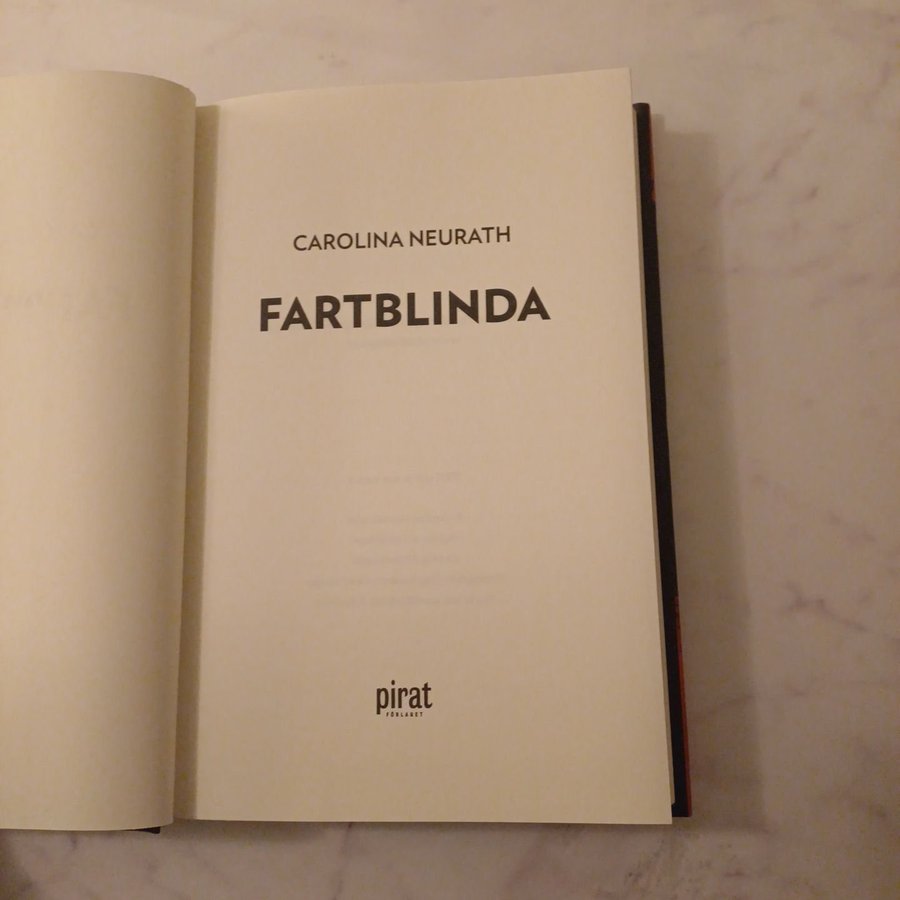 CAROLINA NEURATH
FARTBLINDA
pirat
FÖRLAGET